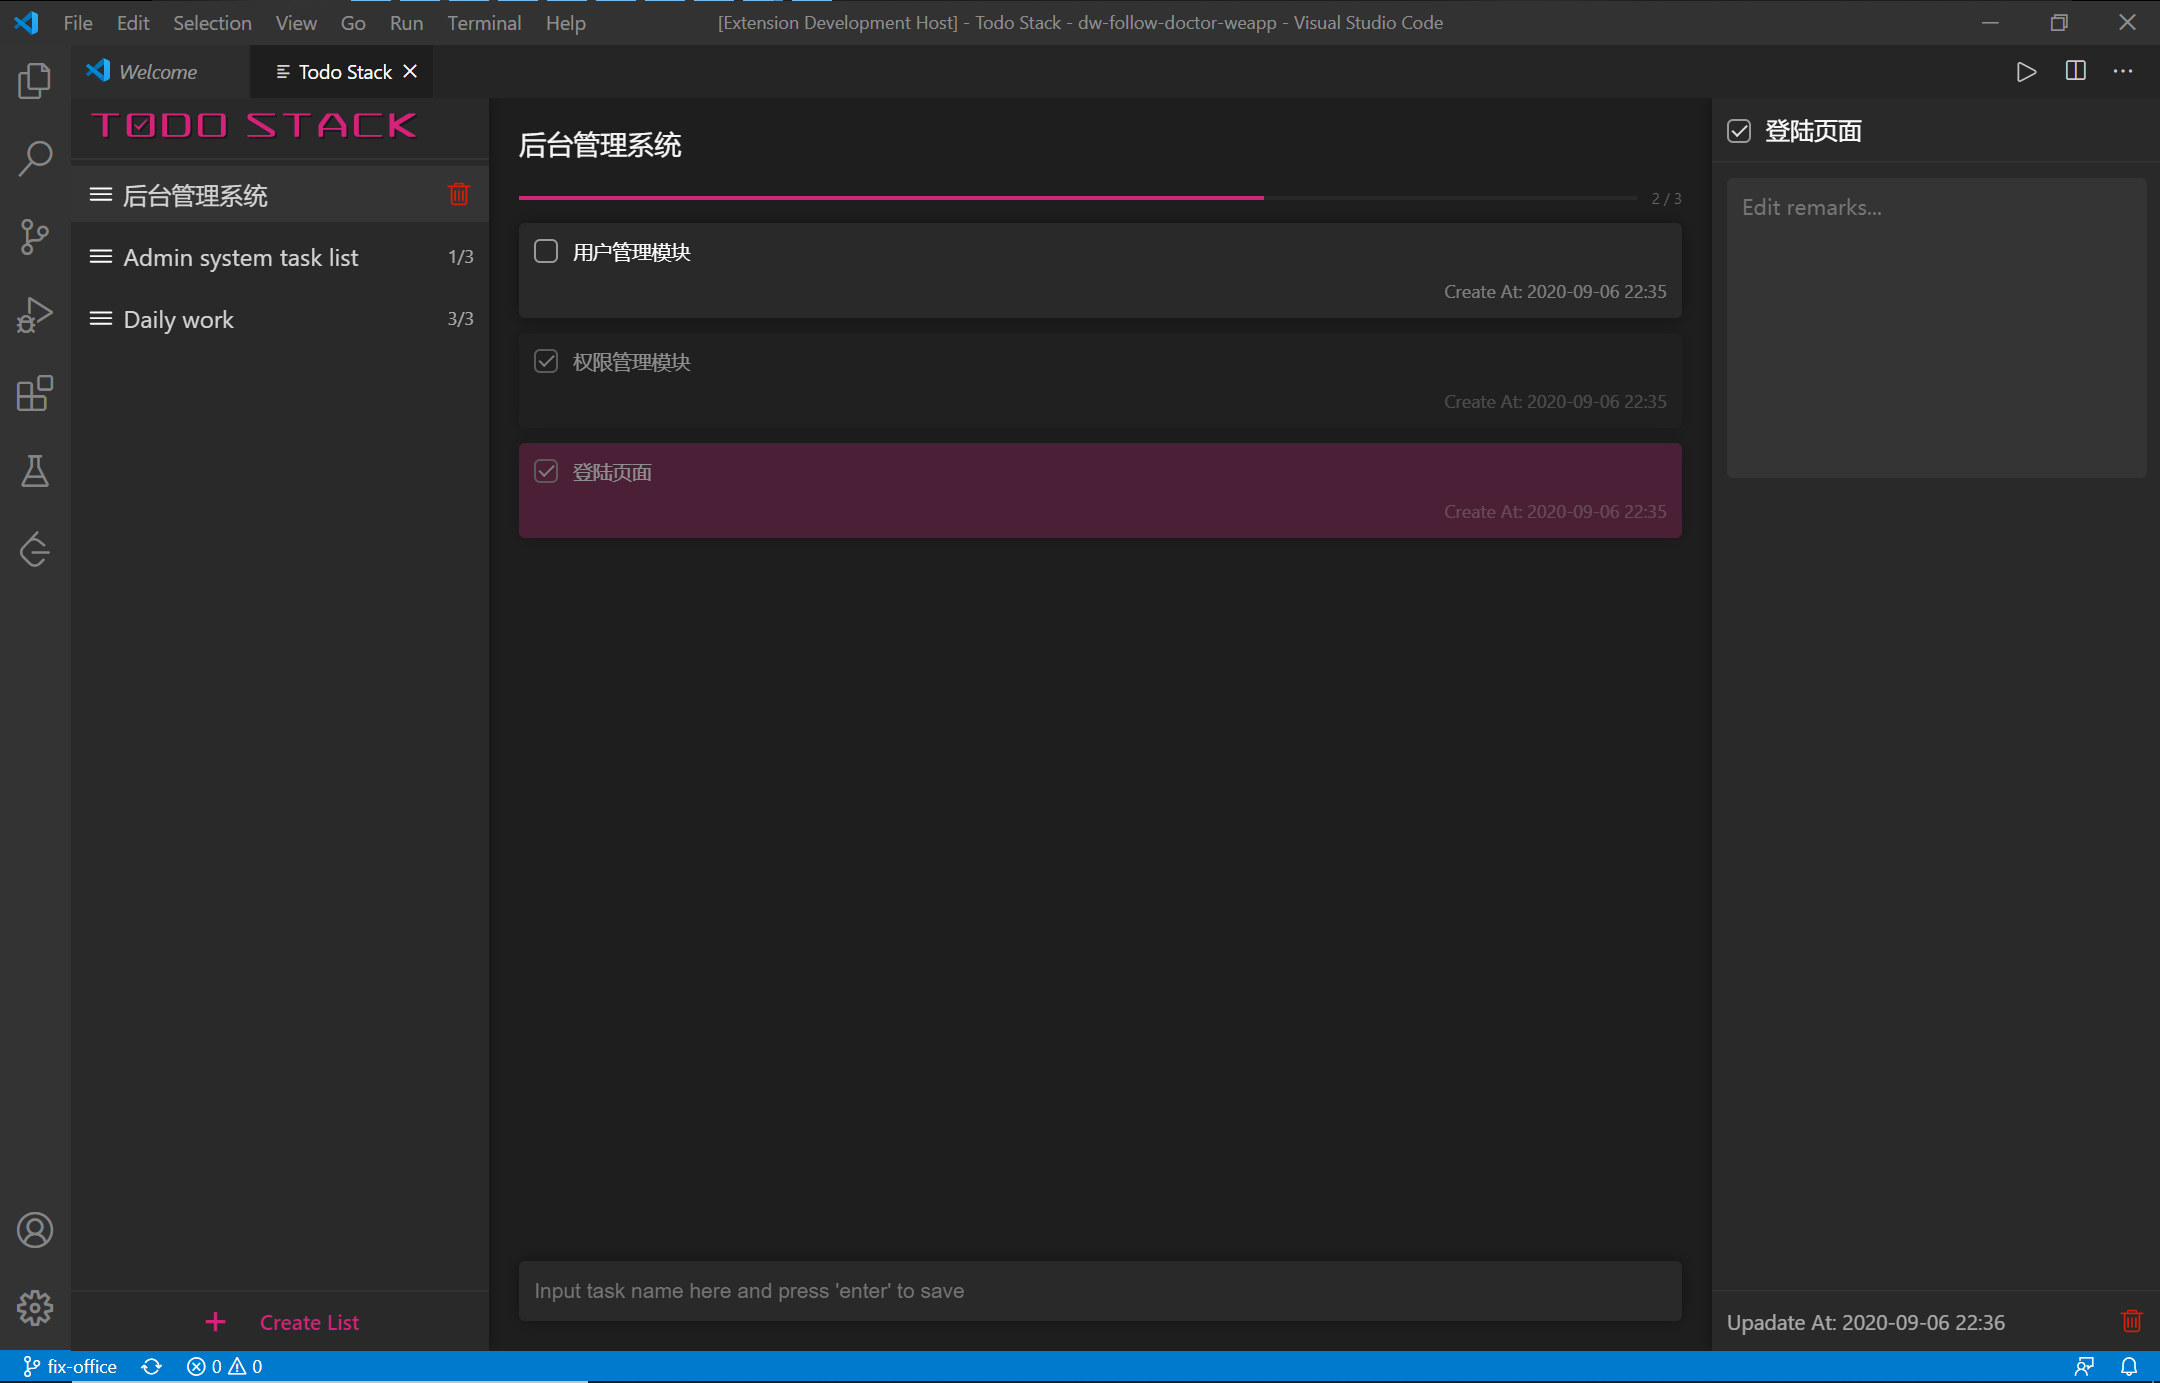 File Edit Selection View Go Run Terminal Help [Extension Development Host] - Todo Stack - dw-follow-doctor-weapp - Visual Studio Code
Welcome
Todo Stack
TODO STACK
后台管理系统
Admin system task list 1/3
Daily work 3/3
Create List
后台管理系统
2 / 3
用户管理模块
Create At: 2020-09-06 22:35
权限管理模块
Create At: 2020-09-06 22:35
登陆页面
Create At: 2020-09-06 22:35
Input task name here and press 'enter' to save
登陆页面
Edit remarks...
Upadate At: 2020-09-06 22:36
fix-office 0 0